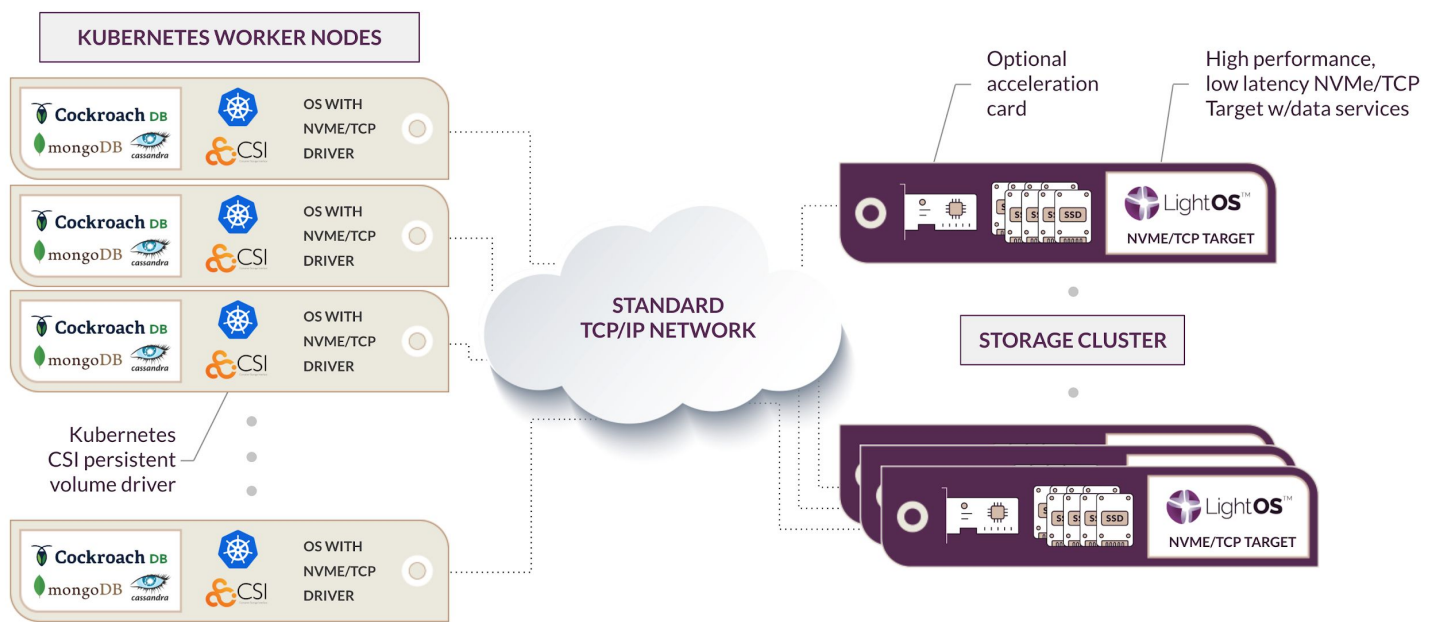 KUBERNETES WORKER NODES
Cockroach DB
mongoDB
cassandra
CSI
OS WITH
NVME/TCP
DRIVER
Cockroach DB
mongoDB
cassandra
CSI
OS WITH
NVME/TCP
DRIVER
Cockroach DB
mongoDB
cassandra
CSI
OS WITH
NVME/TCP
DRIVER
Kubernetes
CSI persistent
volume driver
Cockroach DB
mongoDB
cassandra
CSI
OS WITH
NVME/TCP
DRIVER
STANDARD
TCP/IP NETWORK
Optional
acceleration
card
High performance,
low latency NVMe/TCP
Target w/data services
S S S S SSD
LightOS™
NVME/TCP TARGET
STORAGE CLUSTER
S S S S SSD
LightOS™
NVME/TCP TARGET